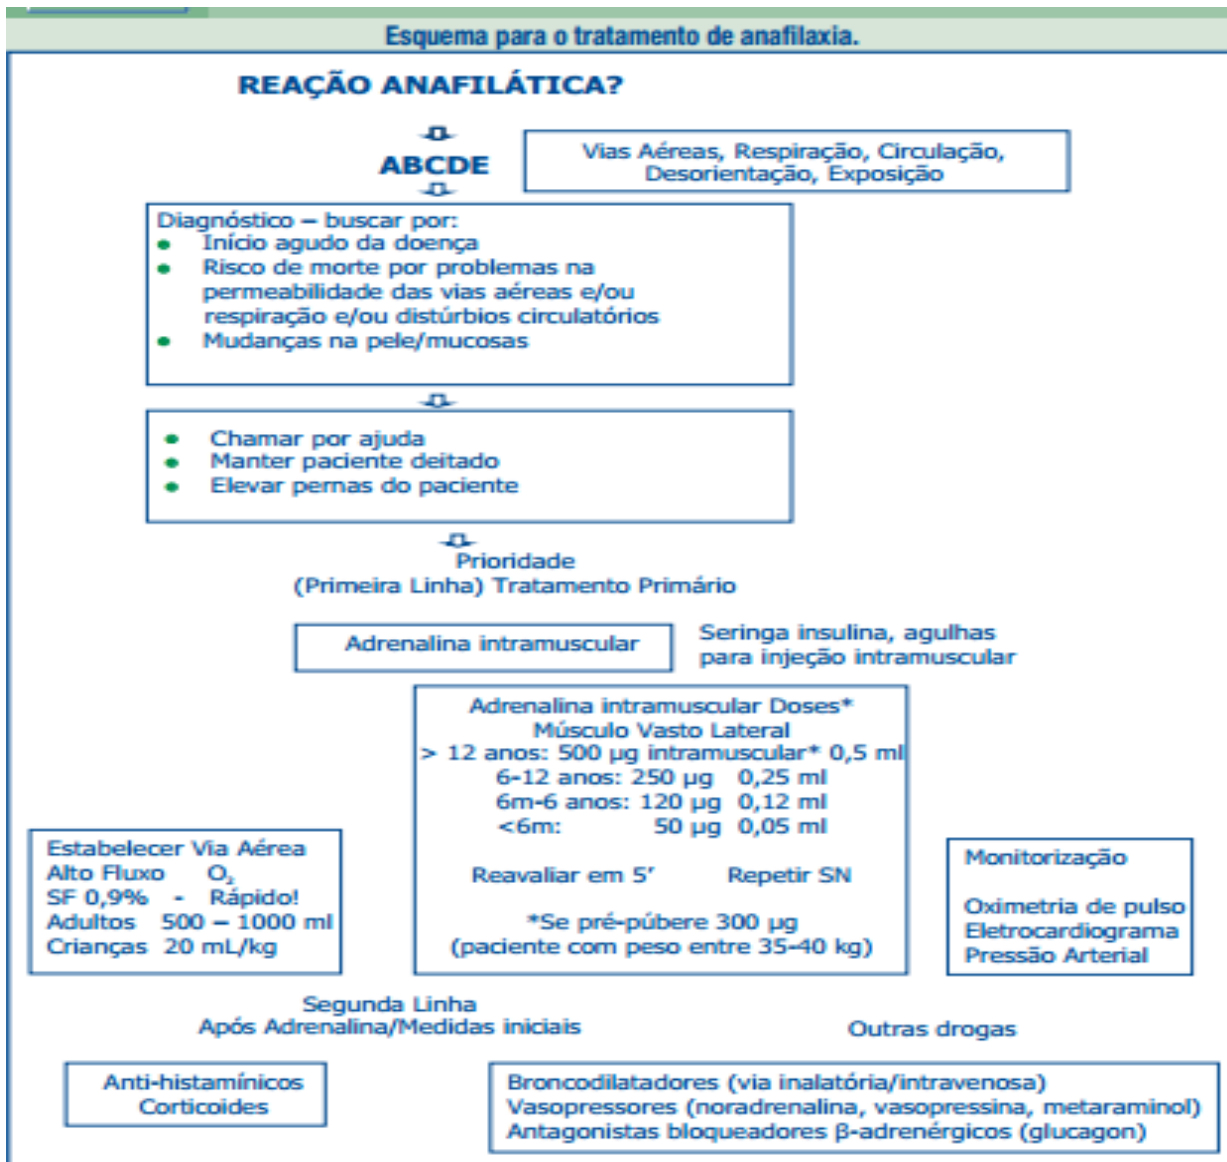 Esquema para o tratamento de anafilaxia.
REAÇÃO ANAFILÁTICA?
ABCDE
Vias Aéreas, Respiração, Circulação,
Desorientação, Exposição
Diagnóstico – buscar por:
• Início agudo da doença
• Risco de morte por problemas na
permeabilidade das vias aéreas e/ou
respiração e/ou distúrbios circulatórios
• Mudanças na pele/mucosas
• Chamar por ajuda
• Manter paciente deitado
• Elevar pernas do paciente
Prioridade
(Primeira Linha) Tratamento Primário
Adrenalina intramuscular
Seringa insulina, agulhas
para injeção intramuscular
Adrenalina intramuscular Doses*
Músculo Vasto Lateral
> 12 anos: 500 µg intramuscular* 0,5 ml
6-12 anos: 250 µg 0,25 ml
6m-6 anos: 120 µg 0,12 ml
<6m: 50 µg 0,05 ml
Reavaliar em 5’ Repetir SN
*Se pré-púbere 300 µg
(paciente com peso entre 35-40 kg)
Estabelecer Via Aérea
Alto Fluxo O₂
SF 0,9% - Rápido!
Adultos 500 – 1000 ml
Crianças 20 mL/kg
Monitorização
Oximetria de pulso
Eletrocardiograma
Pressão Arterial
Segunda Linha
Após Adrenalina/Medidas iniciais
Outras drogas
Anti-histamínicos
Corticoides
Broncodilatadores (via inalatória/intravenosa)
Vasopressores (noradrenalina, vasopressina, metaraminol)
Antagonistas bloqueadores β-adrenérgicos (glucagon)